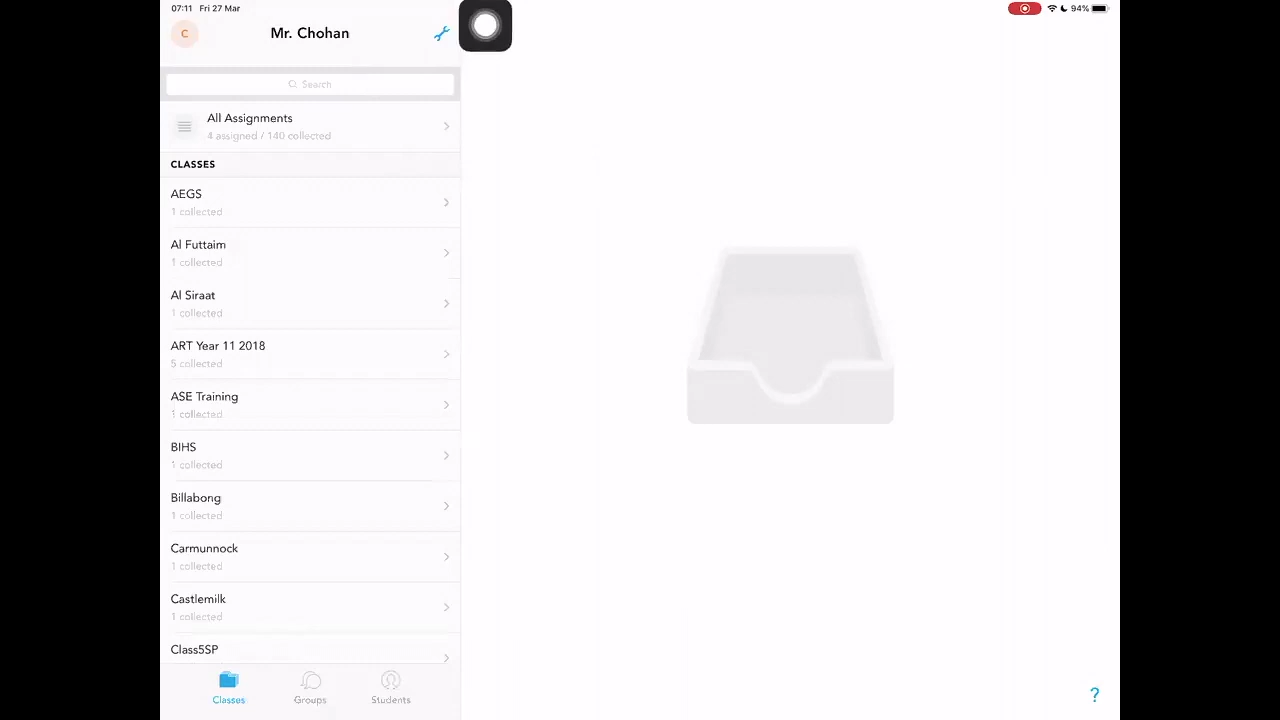 07:11 Fri 27 Mar
94%
C
Mr. Chohan
Search
All Assignments
4 assigned / 140 collected
CLASSES
AEGS
1 collected
Al Futtaim
1 collected
Al Siraat
1 collected
ART Year 11 2018
5 collected
ASE Training
1 collected
BIHS
1 collected
Billabong
1 collected
Carmunnock
1 collected
Castlemilk
1 collected
Class5SP
Classes
Groups
Students
?